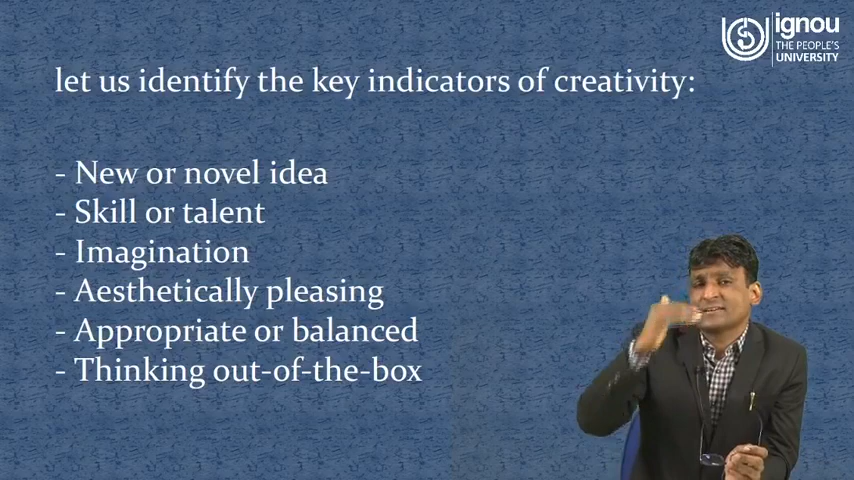 ignou
THE PEOPLE'S
UNIVERSITY
let us identify the key indicators of creativity:
- New or novel idea
- Skill or talent
- Imagination
- Aesthetically pleasing
- Appropriate or balanced
- Thinking out-of-the-box